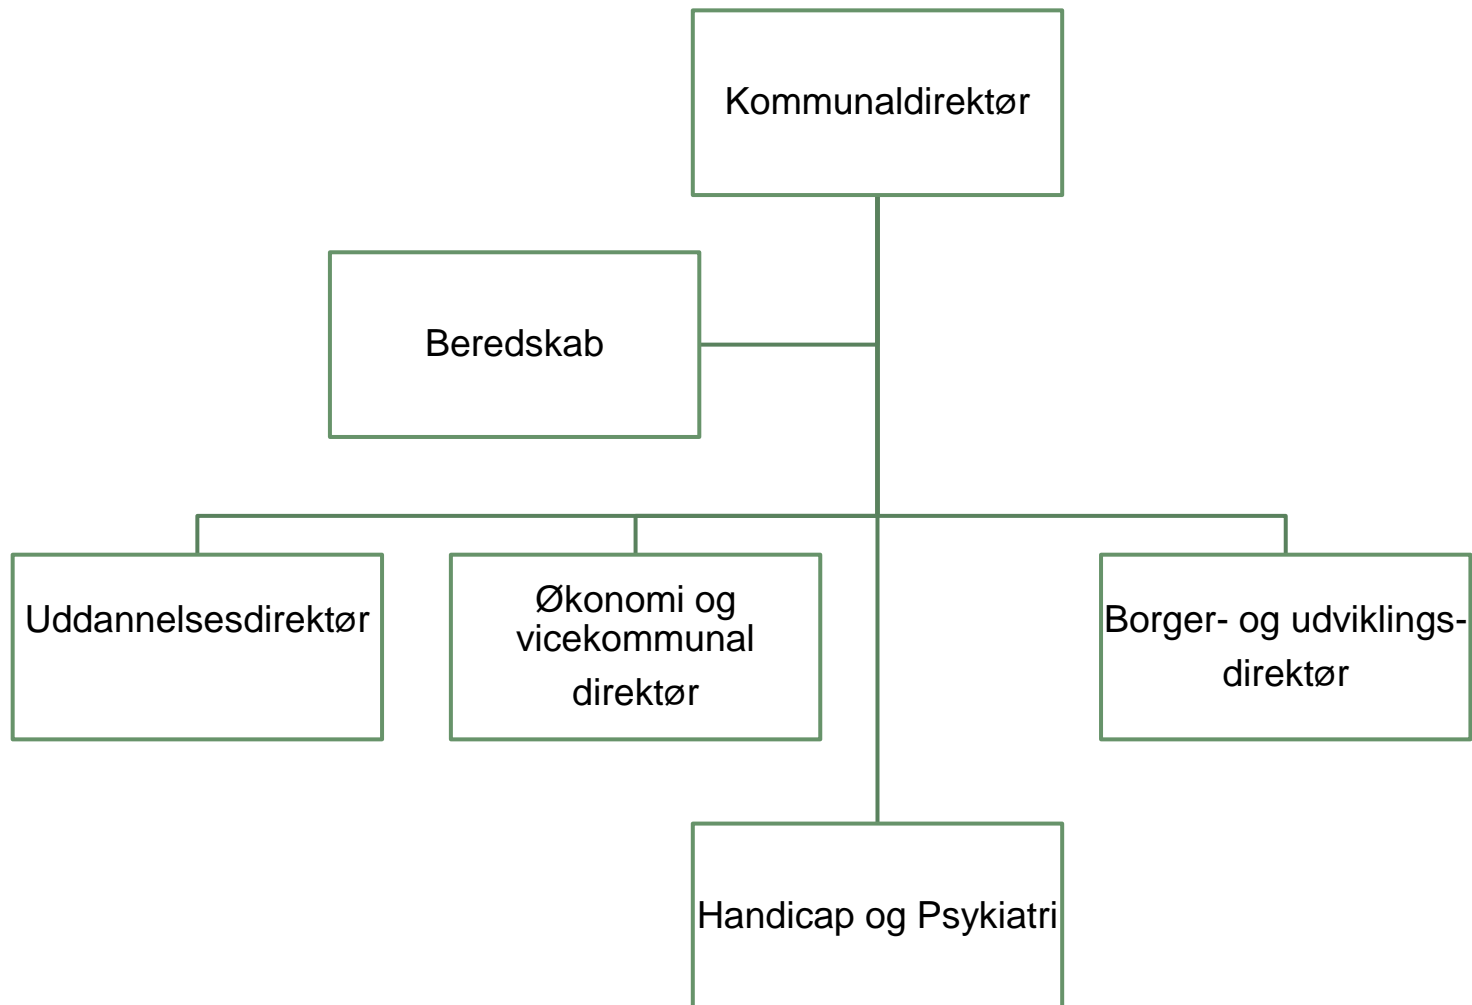 Kommunaldirektør
Beredskab
Uddannelsesdirektør
Økonomi og
vicekommunal
direktør
Borger- og udviklings-
direktør
Handicap og Psykiatri